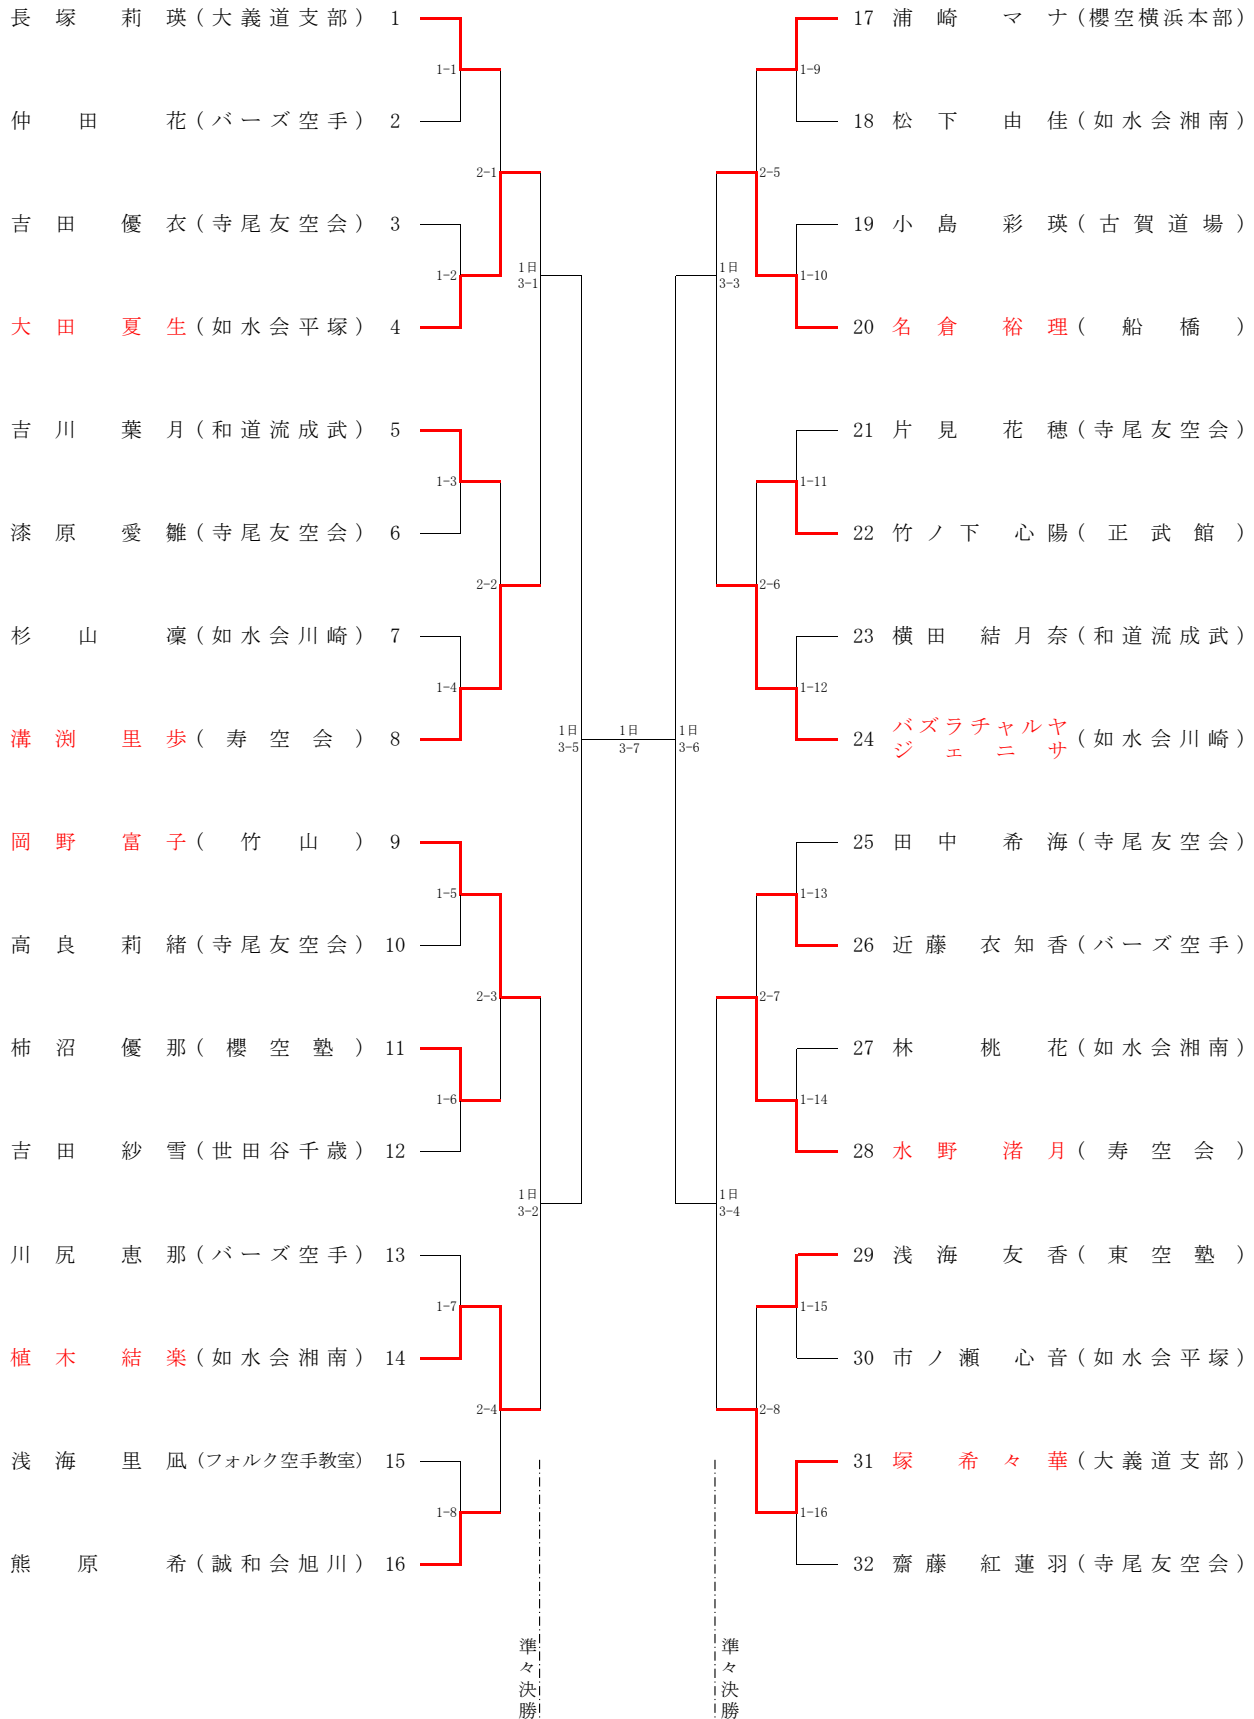 長塚 莉瑛(大義道支部) 1
1-1
仲田 花(バーズ空手) 2
2-1
吉田 優衣(寺尾友空会) 3
1-2
1日
3-1
大田 夏生(如水会平塚) 4
吉川 葉月(和道流成武) 5
1-3
漆原 愛雛(寺尾友空会) 6
2-2
杉山 凜(如水会川崎) 7
1-4
溝渕 里歩(寿空会) 8
1日
3-5
岡野 富子(竹山) 9
1-5
高良 莉緒(寺尾友空会) 10
2-3
柿沼 優那(櫻空塾) 11
1-6
吉田 紗雪(世田谷千歳) 12
1日
3-2
川尻 恵那(バーズ空手) 13
1-7
植木 結楽(如水会湘南) 14
2-4
浅海 里凪(フォルク空手教室) 15
1-8
熊原 希(誠和会旭川) 16
準々決勝
1日
3-7
17 浦崎 マナ(櫻空横浜本部)
1-9
18 松下 由佳(如水会湘南)
2-5
19 小島 彩瑛(古賀道場)
1日
3-3
1-10
20 名倉 裕理(船橋)
21 片見 花穂(寺尾友空会)
1-11
22 竹ノ下 心陽(正武館)
2-6
23 横田 結月奈(和道流成武)
1-12
24 バズラチャルヤ ジェニサ(如水会川崎)
1日
3-6
25 田中 希海(寺尾友空会)
1-13
26 近藤 衣知香(バーズ空手)
2-7
27 林 桃花(如水会湘南)
1-14
28 水野 渚月(寿空会)
1日
3-4
29 浅海 友香(東空塾)
1-15
30 市ノ瀬 心音(如水会平塚)
2-8
31 塚 希々華(大義道支部)
1-16
32 齋藤 紅蓮羽(寺尾友空会)
準々決勝